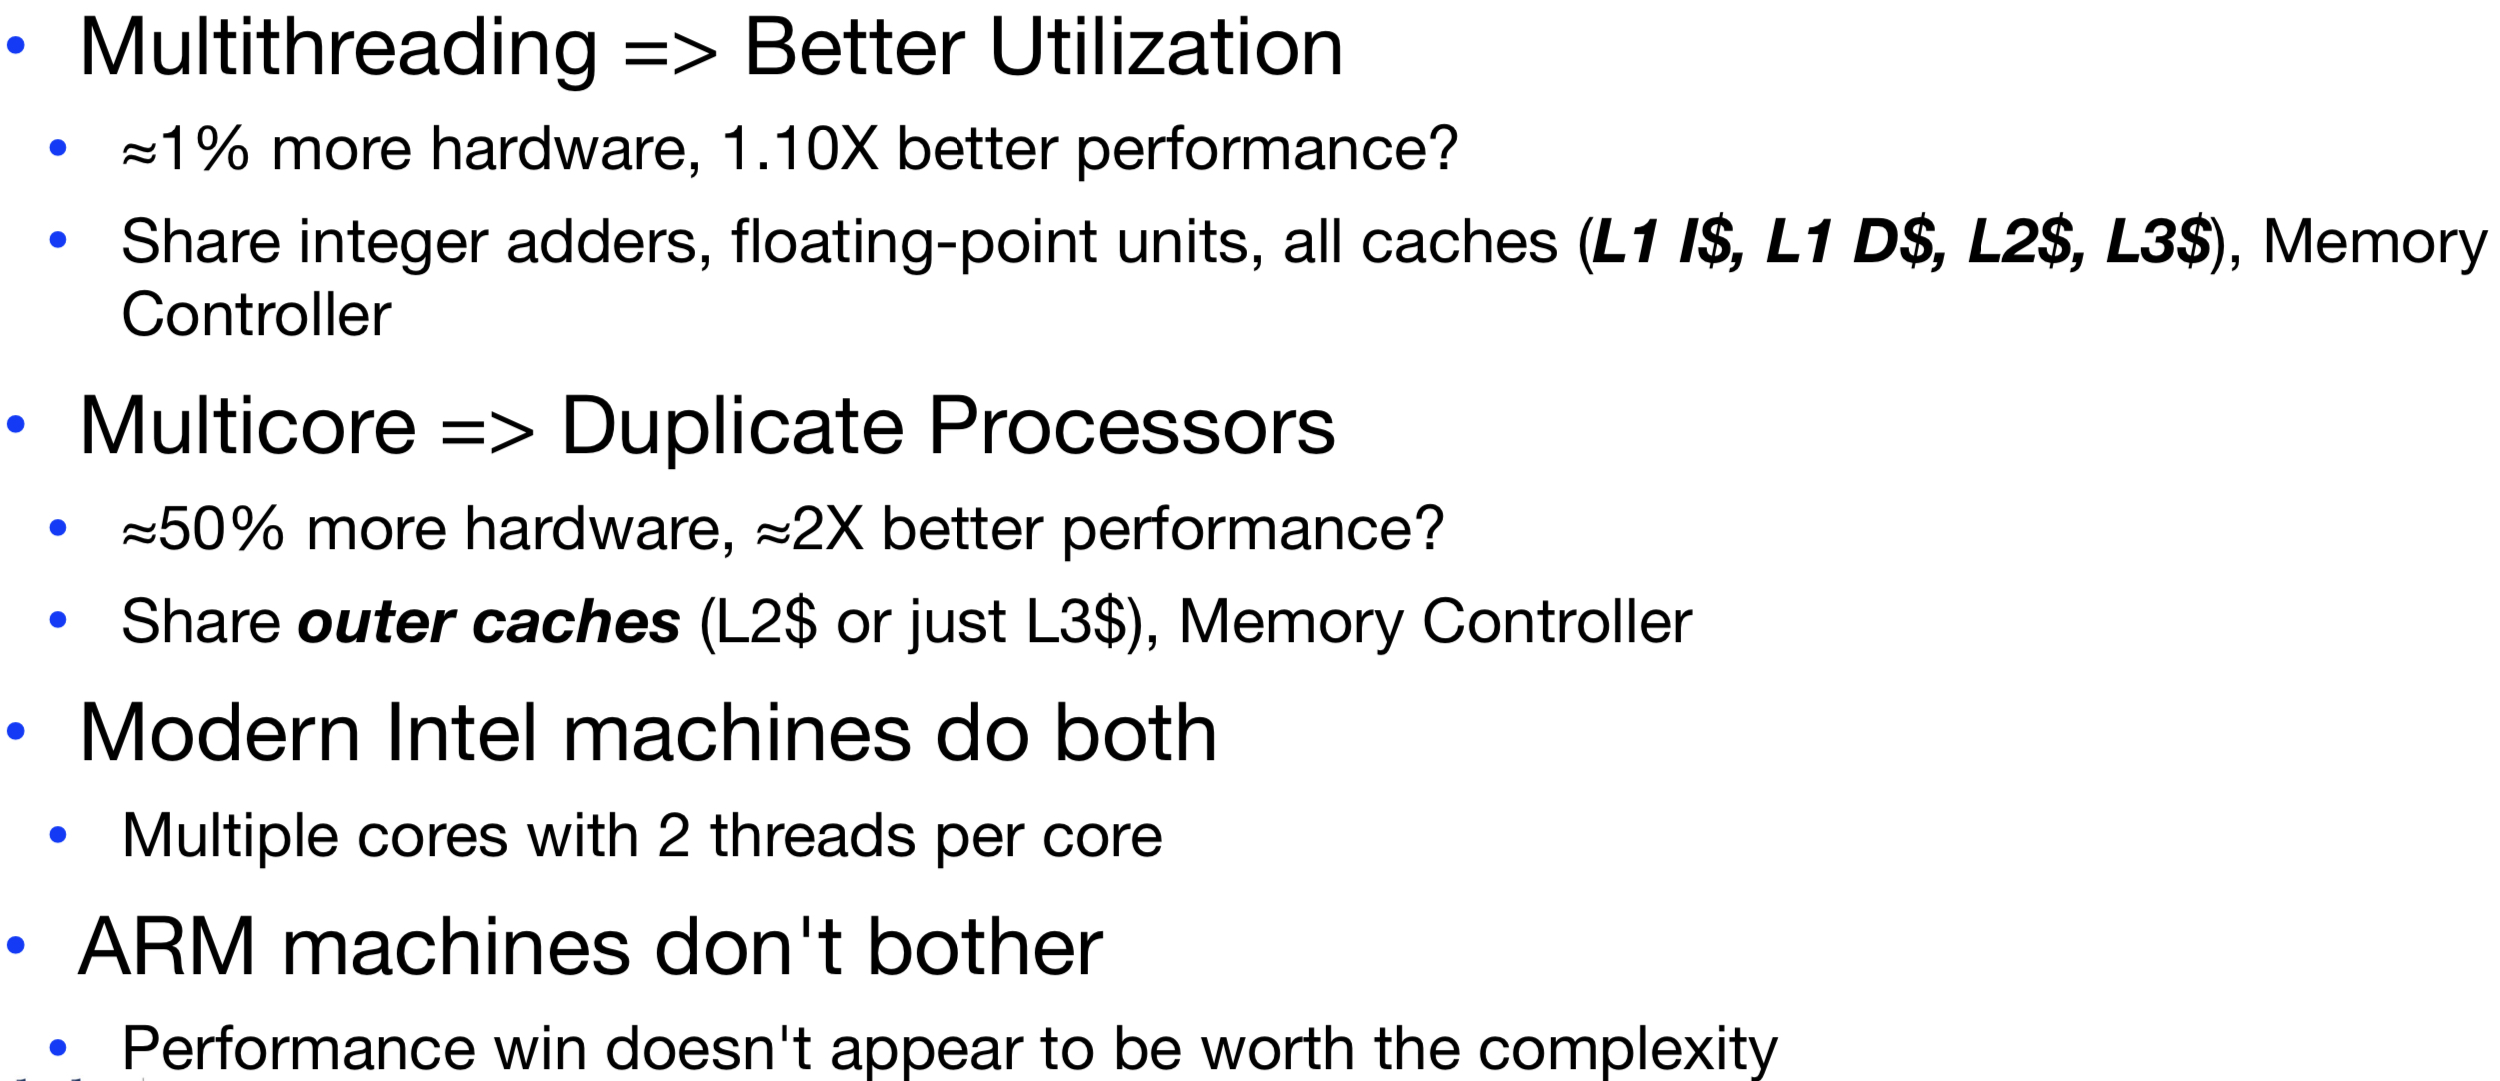 • Multithreading => Better Utilization
• ≈1% more hardware, 1.10X better performance?
• Share integer adders, floating-point units, all caches (L1 I$, L1 D$, L2$, L3$), Memory
Controller
• Multicore => Duplicate Processors
• ≈50% more hardware, ≈2X better performance?
• Share outer caches (L2$ or just L3$), Memory Controller
• Modern Intel machines do both
• Multiple cores with 2 threads per core
• ARM machines don't bother
• Performance win doesn't appear to be worth the complexity